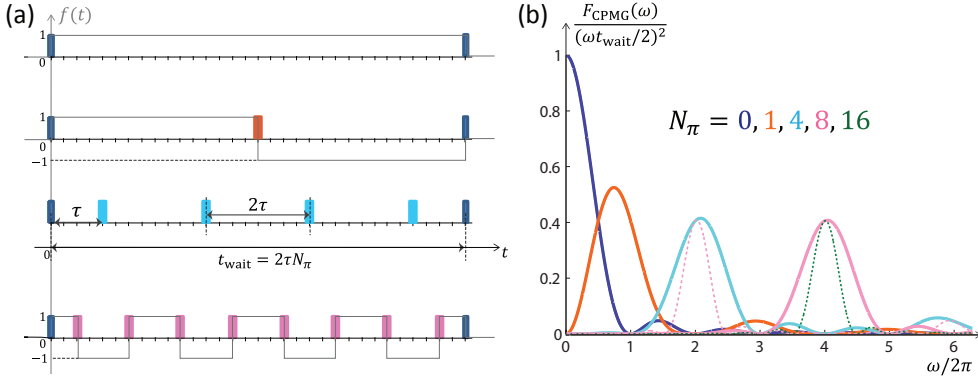 (a)
f(t)
1
0
1
0
−1
τ
2τ
0
t
t_wait = 2τN_π
1
0
−1
(b)
F_CPMG(ω)
(ωt_wait/2)²
1
0.8
0.6
0.4
0.2
0
N_π = 0, 1, 4, 8, 16
0 1 2 3 4 5 6
ω/2π